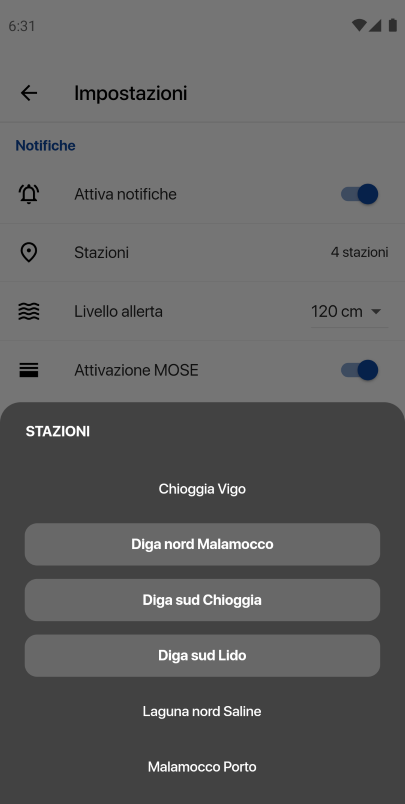 6:31
Impostazioni
Notifiche
Attiva notifiche
Stazioni 4 stazioni
Livello allerta 120 cm
Attivazione MOSE
STAZIONI
Chioggia Vigo
Diga nord Malamocco
Diga sud Chioggia
Diga sud Lido
Laguna nord Saline
Malamocco Porto